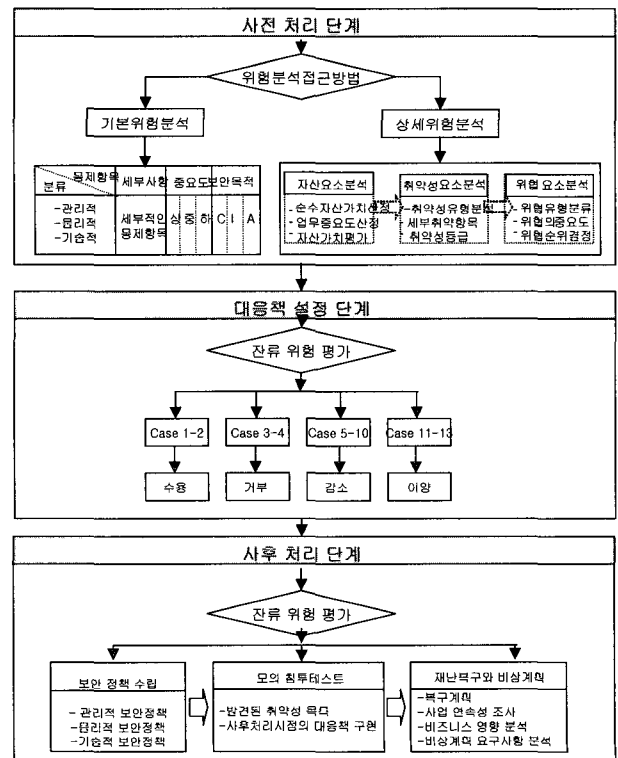 사전 처리 단계
위험분석접근방법
기본위험분석
상세위험분석
문제항목
분류
세부사항
중요도
보안목적
-관리적
-물리적
-기술적
세부적인
문제항목
상 중 하
C I A
자산요소분석
-순수자산가치산정
-업무중요도산정
-자산가치평가
취약성요소분석
-취약성유형분석
-세부취약항목
-취약성등급
위협요소분석
-위협유형분류
-위협의중요도
-위협순위결정
대응책 설정 단계
잔류 위험 평가
Case 1-2
Case 3-4
Case 5-10
Case 11-13
수용
거부
감소
이양
사후 처리 단계
잔류 위험 평가
보안 정책 수립
- 관리적 보안정책
- 물리적 보안정책
- 기술적 보안정책
모의 침투테스트
-발견된 취약성 목록
-사후처리시점의 대응책 구현
재난복구와 비상계획
-복구계획
-사업 연속성 조사
-비즈니스 영향 분석
-비상계획 요구사항 분석